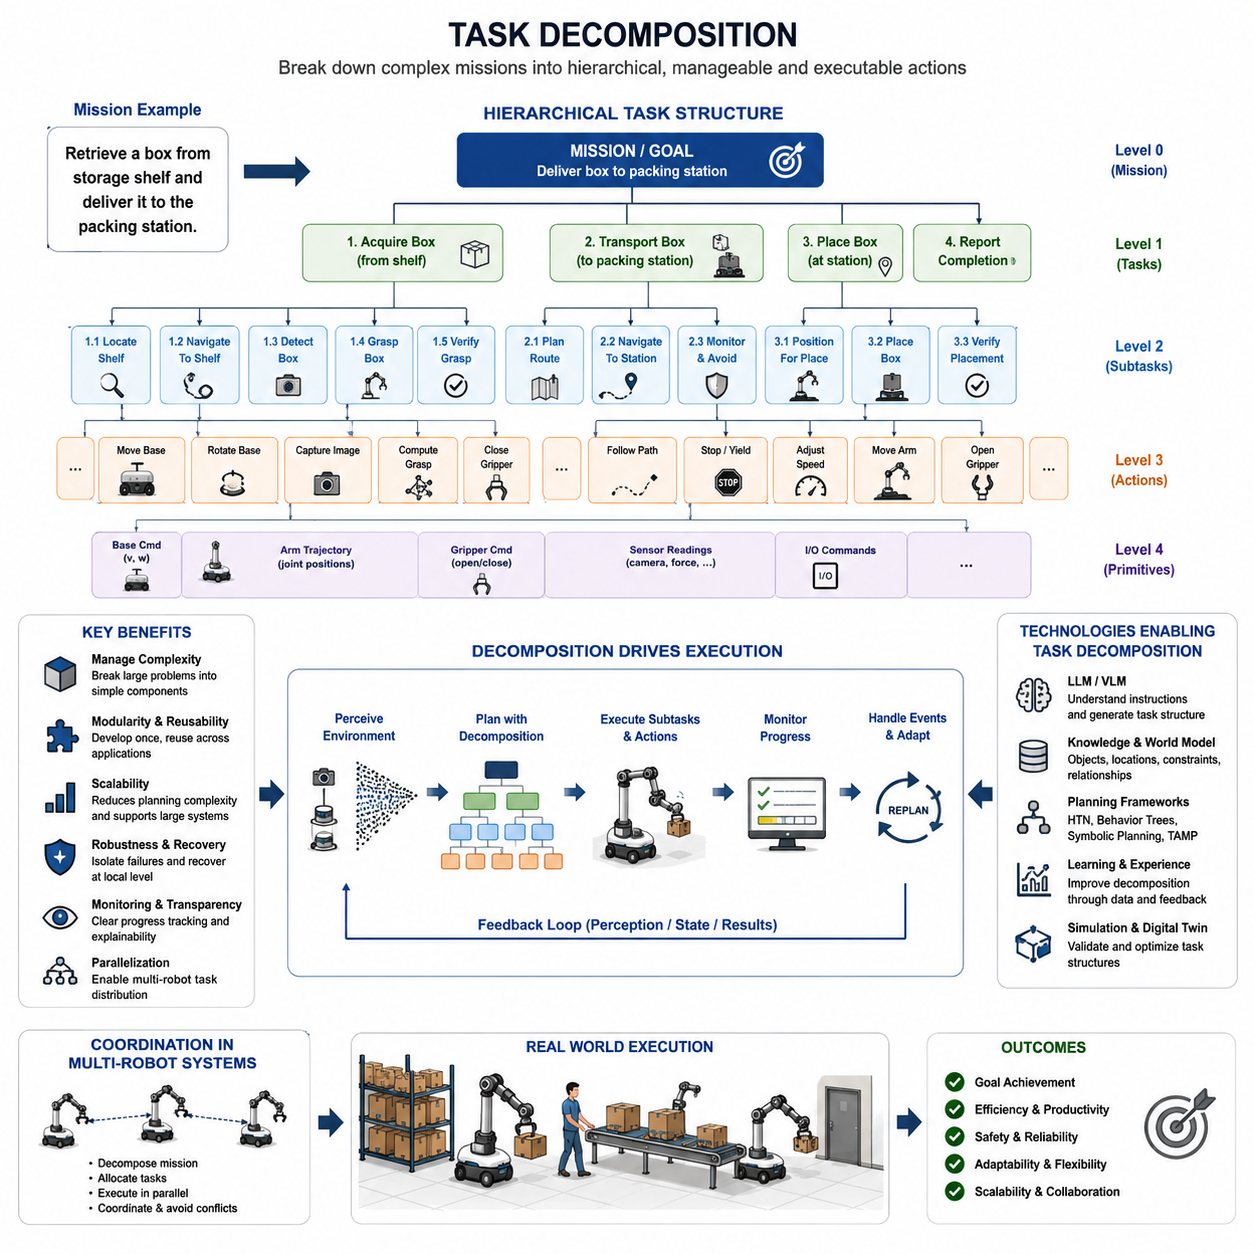 TASK DECOMPOSITION
Break down complex missions into hierarchical, manageable and executable actions
Mission Example
Retrieve a box from
storage shelf and
deliver it to the
packing station.
HIERARCHICAL TASK STRUCTURE
MISSION / GOAL
Deliver box to packing station
Level 0
(Mission)
1. Acquire Box
(from shelf)
2. Transport Box
(to packing station)
3. Place Box
(at station)
4. Report
Completion
Level 1
(Tasks)
1.1 Locate
Shelf
1.2 Navigate
To Shelf
1.3 Detect
Box
1.4 Grasp
Box
1.5 Verify
Grasp
2.1 Plan
Route
2.2 Navigate
To Station
2.3 Monitor
& Avoid
3.1 Position
For Place
3.2 Place
Box
3.3 Verify
Placement
Level 2
(Subtasks)
...
Move Base
Rotate Base
Capture Image
Compute
Grasp
Close
Gripper
...
Follow Path
Stop / Yield
STOP
Adjust
Speed
Move Arm
Open
Gripper
...
Level 3
(Actions)
Base Cmd
(v, w)
Arm Trajectory
(joint positions)
Gripper Cmd
(open/close)
Sensor Readings
(camera, force, ...)
I/O Commands
I/O
...
Level 4
(Primitives)
KEY BENEFITS
Manage Complexity
Break large problems into
simple components
Modularity & Reusability
Develop once, reuse across
applications
Scalability
Reduces planning complexity
and supports large systems
Robustness & Recovery
Isolate failures and recover
at local level
Monitoring & Transparency
Clear progress tracking and
explainability
Parallelization
Enable multi-robot task
distribution
DECOMPOSITION DRIVES EXECUTION
Perceive
Environment
Plan with
Decomposition
Execute Subtasks
& Actions
Monitor
Progress
Handle Events
& Adapt
REPLAN
Feedback Loop (Perception / State / Results)
TECHNOLOGIES ENABLING
TASK DECOMPOSITION
LLM / VLM
Understand instructions
and generate task structure
Knowledge & World Model
Objects, locations, constraints,
relationships
Planning Frameworks
HTN, Behavior Trees,
Symbolic Planning, TAMP
Learning & Experience
Improve decomposition
through data and feedback
Simulation & Digital Twin
Validate and optimize task
structures
COORDINATION IN
MULTI-ROBOT SYSTEMS
• Decompose mission
• Allocate tasks
• Execute in parallel
• Coordinate & avoid conflicts
REAL WORLD EXECUTION
OUTCOMES
Goal Achievement
Efficiency & Productivity
Safety & Reliability
Adaptability & Flexibility
Scalability & Collaboration